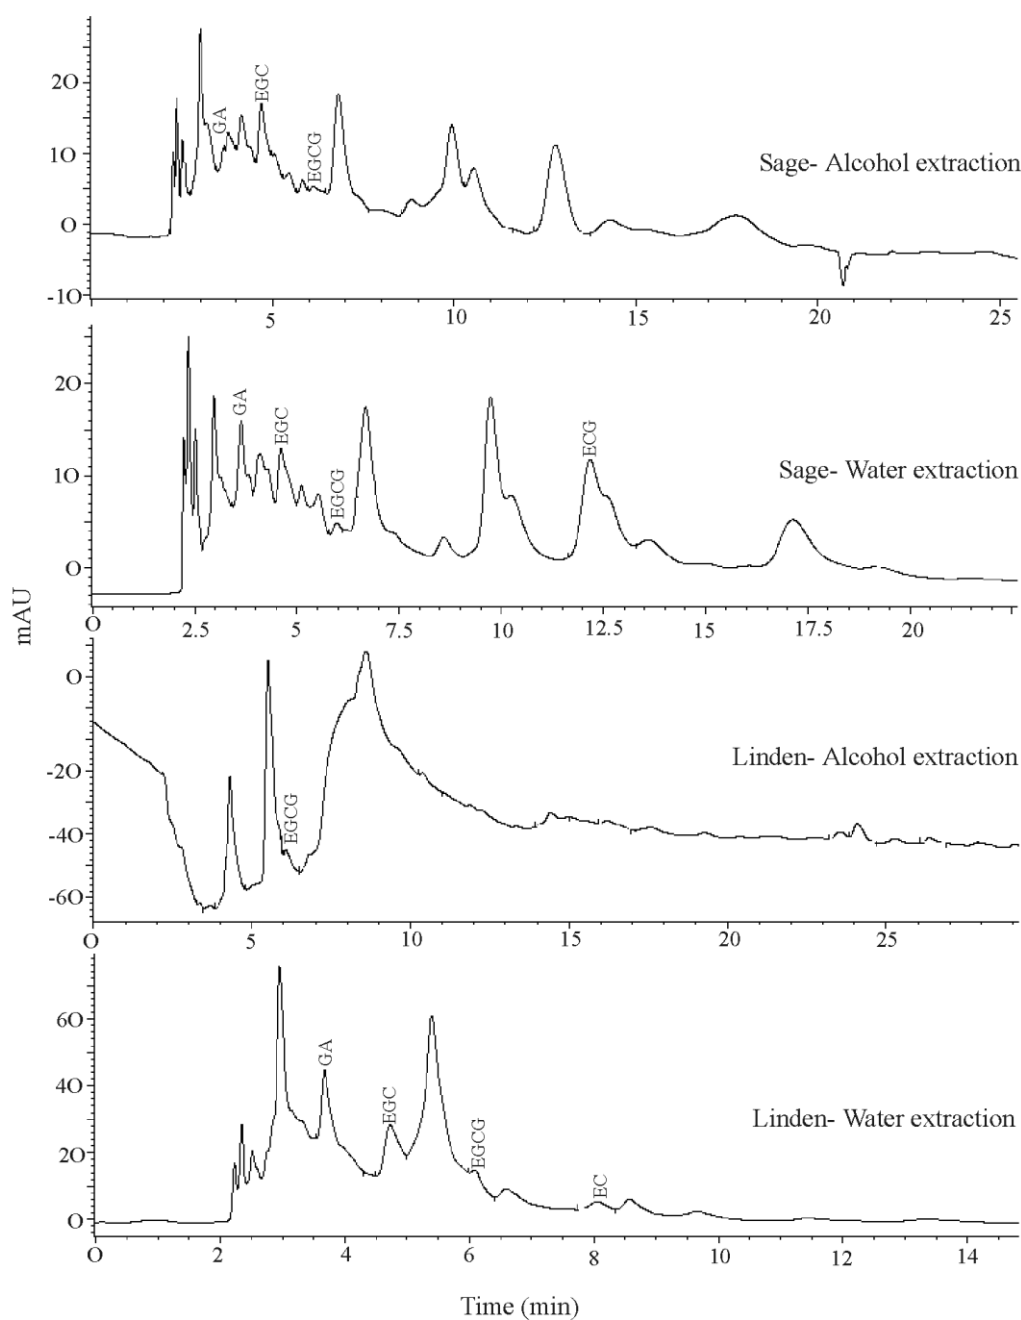 GA
EGC
EGCG
20
10
0
-10
Sage- Alcohol extraction
5
10
15
20
25
GA
EGC
EGCG
ECG
20
10
0
Sage- Water extraction
0
2.5
5
7.5
10
12.5
15
17.5
20
mAU
EGCG
0
-20
-40
-60
Linden- Alcohol extraction
0
5
10
15
20
25
GA
EGC
EGCG
EC
60
40
20
0
Linden- Water extraction
0
2
4
6
8
10
12
14
Time (min)